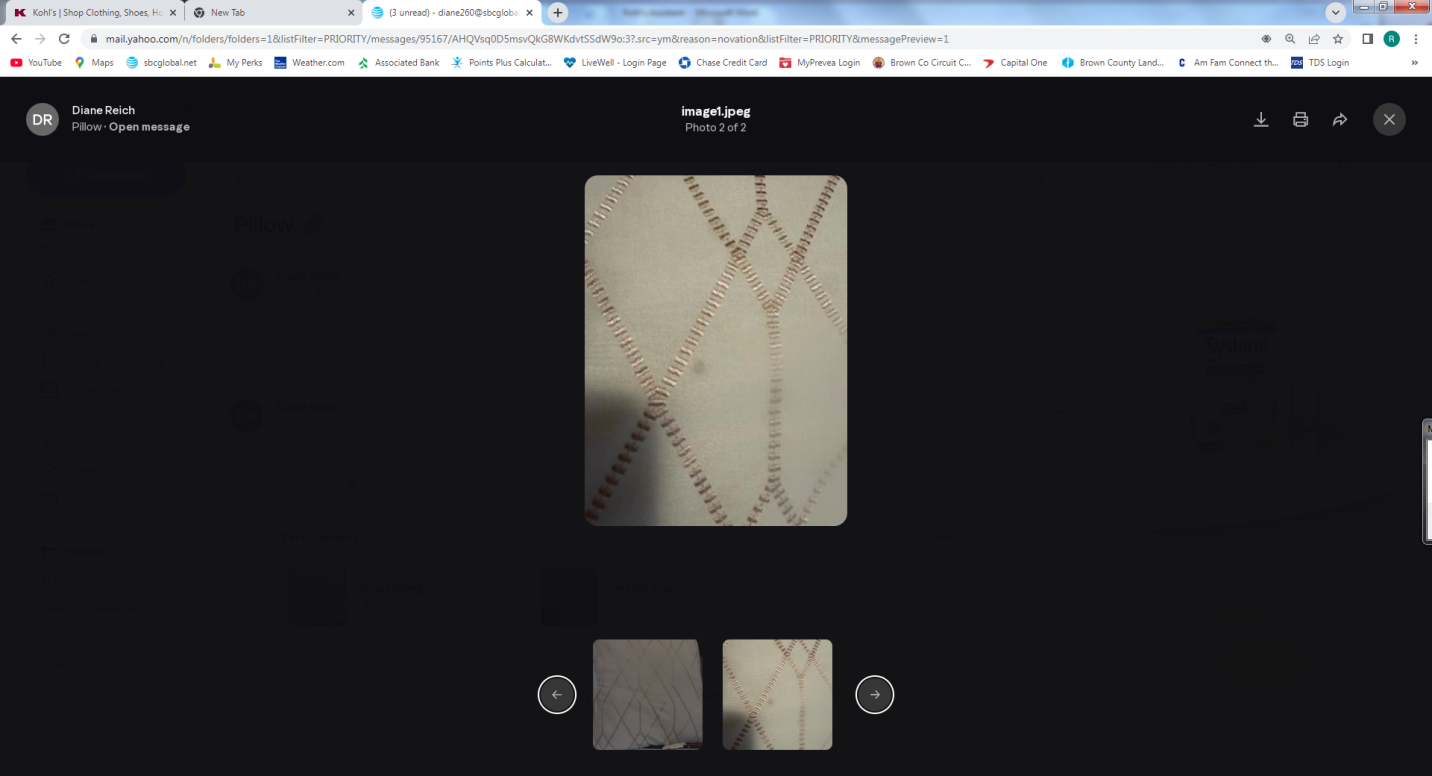 Kohl's | Shop Clothing, Shoes, Ho
New Tab
(3 unread) - diane260@sbcgloba
mail.yahoo.com/n/folders/folders=1&listFilter=PRIORITY/messages/95167/AHQVsq0D5msvQkG8WKdvtSSdW9o:3?.src=ym&reason=novation&listFilter=PRIORITY&messagePreview=1
R
YouTube
Maps
sbcglobal.net
My Perks
Weather.com
Associated Bank
Points Plus Calculat...
LiveWell - Login Page
Chase Credit Card
MyPrevea Login
Brown Co Circuit C...
Capital One
Brown County Land...
Am Fam Connect th...
TDS Login
DR
Diane Reich
Pillow · Open message
image1.jpeg
Photo 2 of 2
Pillow
Systane